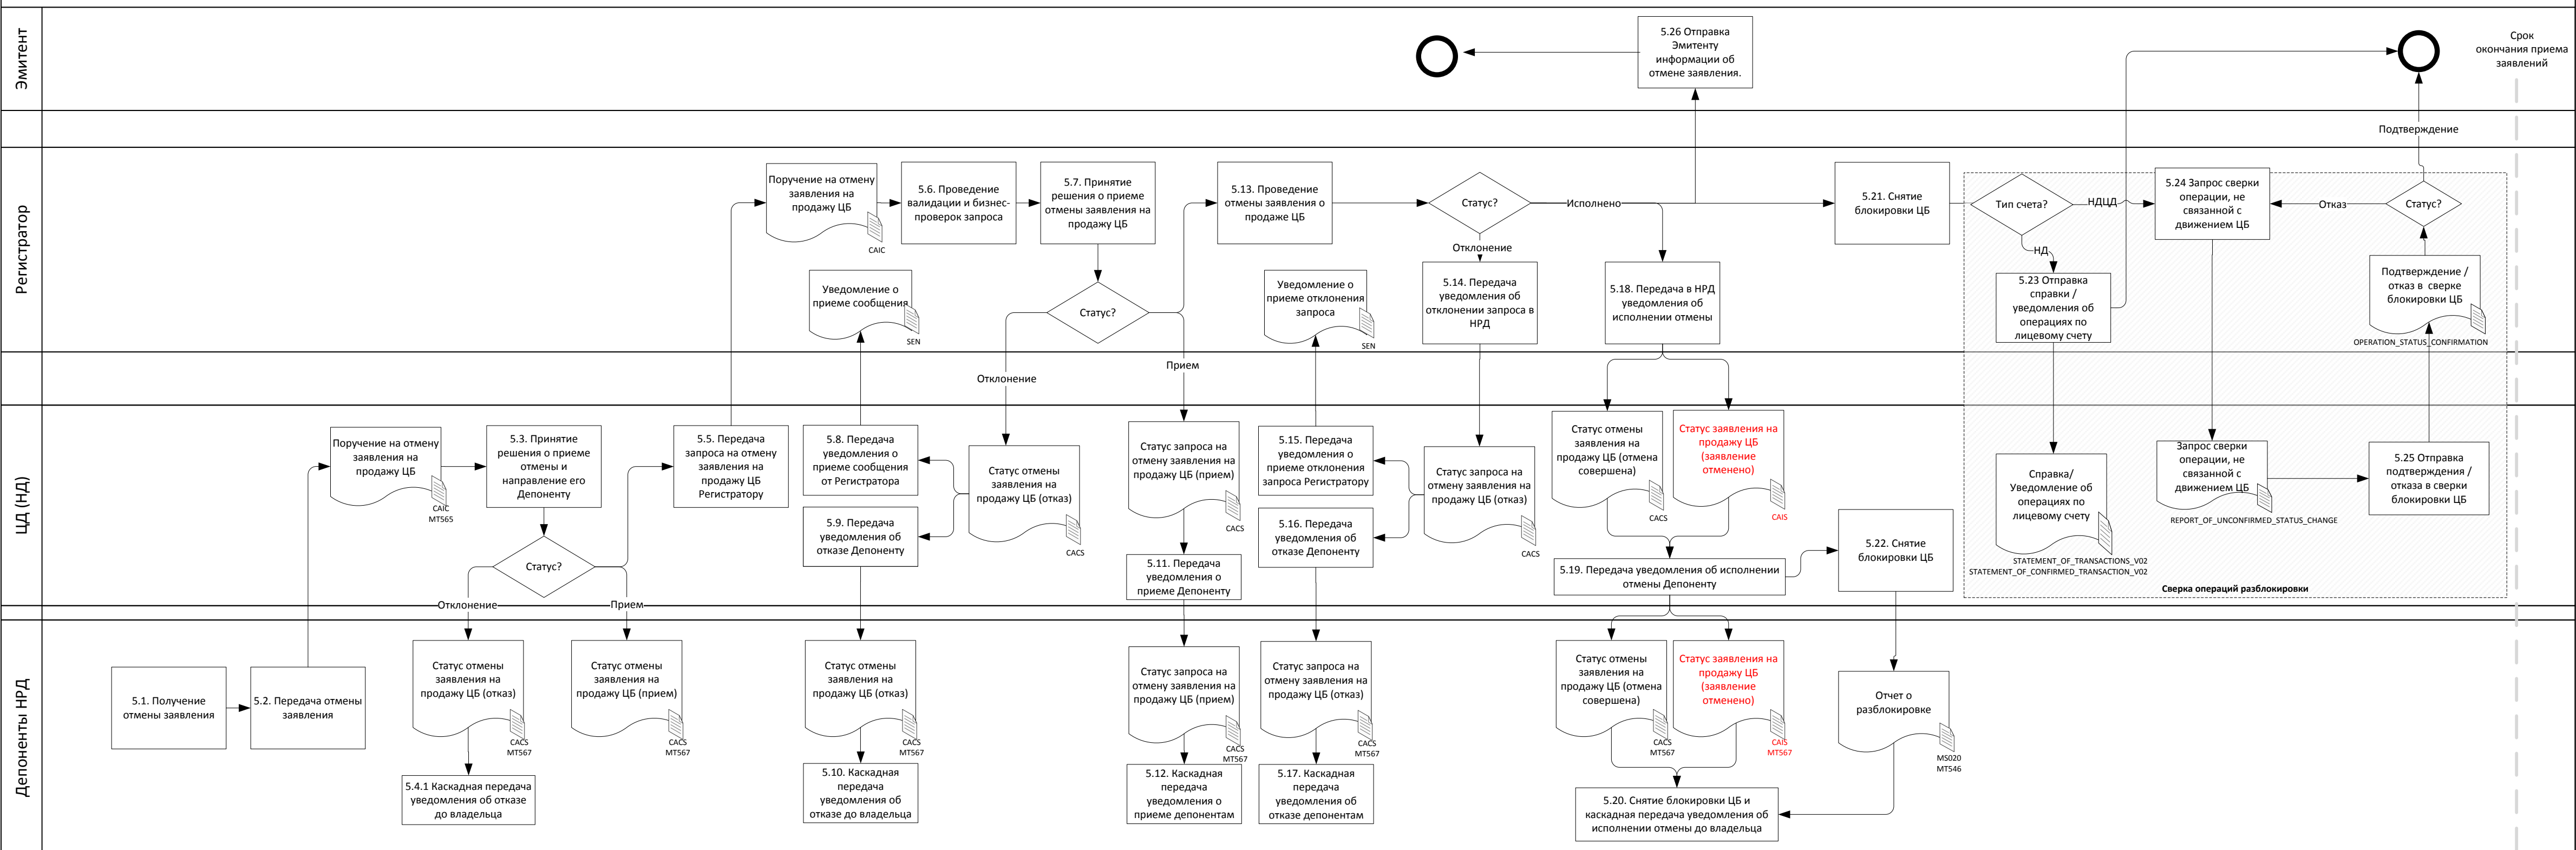 Эмитент
5.26 Отправка
Эмитенту
информации об
отмене заявления.
Срок
окончания приема
заявлений
Подтверждение
Регистратор
Поручение на отмену
заявления на
продажу ЦБ
CAIC
5.6. Проведение
валидации и бизнес-
проверок запроса
5.7. Принятие
решения о приеме
отмены заявления на
продажу ЦБ
5.13. Проведение
отмены заявления о
продаже ЦБ
Статус?
Исполнено
Отклонение
5.21. Снятие
блокировки ЦБ
Тип счета?
НДЦД
НД
5.24 Запрос сверки
операции, не
связанной с
движением ЦБ
Отказ
Статус?
Уведомление о
приеме сообщения
SEN
Статус?
Уведомление о
приеме отклонения
запроса
SEN
5.14. Передача
уведомления об
отклонении запроса в
НРД
5.18. Передача в НРД
уведомления об
исполнении отмены
5.23 Отправка
справки /
уведомления об
операциях по
лицевому счету
Подтверждение /
отказ в сверке
блокировки ЦБ
OPERATION_STATUS_CONFIRMATION
Отклонение
Прием
ЦД (НД)
Поручение на отмену
заявления на
продажу ЦБ
CAIC
MT565
5.3. Принятие
решения о приеме
отмены и
направление его
Депоненту
5.5. Передача
запроса на отмену
заявления на
продажу ЦБ
Регистратору
5.8. Передача
уведомления о
приеме сообщения
от Регистратора
Статус отмены
заявления на
продажу ЦБ (отказ)
CACS
5.9. Передача
уведомления об
отказе Депоненту
Статус запроса на
отмену заявления на
продажу ЦБ (прием)
CACS
5.11. Передача
уведомления о
приеме Депоненту
5.15. Передача
уведомления о
приеме отклонения
запроса Регистратору
5.16. Передача
уведомления об
отказе Депоненту
Статус запроса на
отмену заявления на
продажу ЦБ (отказ)
CACS
Статус отмены
заявления на
продажу ЦБ (отмена
совершена)
CACS
Статус заявления на
продажу ЦБ
(заявление
отменено)
CAIS
5.19. Передача уведомления об исполнении
отмены Депоненту
5.22. Снятие
блокировки ЦБ
Справка/
Уведомление об
операциях по
лицевому счету
STATEMENT_OF_TRANSACTIONS_V02
STATEMENT_OF_CONFIRMED_TRANSACTION_V02
Запрос сверки
операции, не
связанной с
движением ЦБ
REPORT_OF_UNCONFIRMED_STATUS_CHANGE
5.25 Отправка
подтверждения /
отказа в сверки
блокировки ЦБ
Сверка операций разблокировки
Статус?
Отклонение
Прием
Депоненты НРД
5.1. Получение
отмены заявления
5.2. Передача отмены
заявления
Статус отмены
заявления на
продажу ЦБ (отказ)
CACS
MT567
5.4.1 Каскадная передача
уведомления об отказе
до владельца
Статус отмены
заявления на
продажу ЦБ (прием)
CACS
MT567
Статус отмены
заявления на
продажу ЦБ (отказ)
CACS
MT567
5.10. Каскадная
передача
уведомления об
отказе до владельца
Статус запроса на
отмену заявления на
продажу ЦБ (прием)
CACS
MT567
5.12. Каскадная
передача
уведомления о
приеме депонентам
Статус запроса на
отмену заявления на
продажу ЦБ (отказ)
CACS
MT567
5.17. Каскадная
передача
уведомления об
отказе депонентам
Статус отмены
заявления на
продажу ЦБ (отмена
совершена)
CACS
MT567
Статус заявления на
продажу ЦБ
(заявление
отменено)
CAIS
MT567
5.20. Снятие блокировки ЦБ и
каскадная передача уведомления об
исполнении отмены до владельца
Отчет о
разблокировке
MS020
MT546